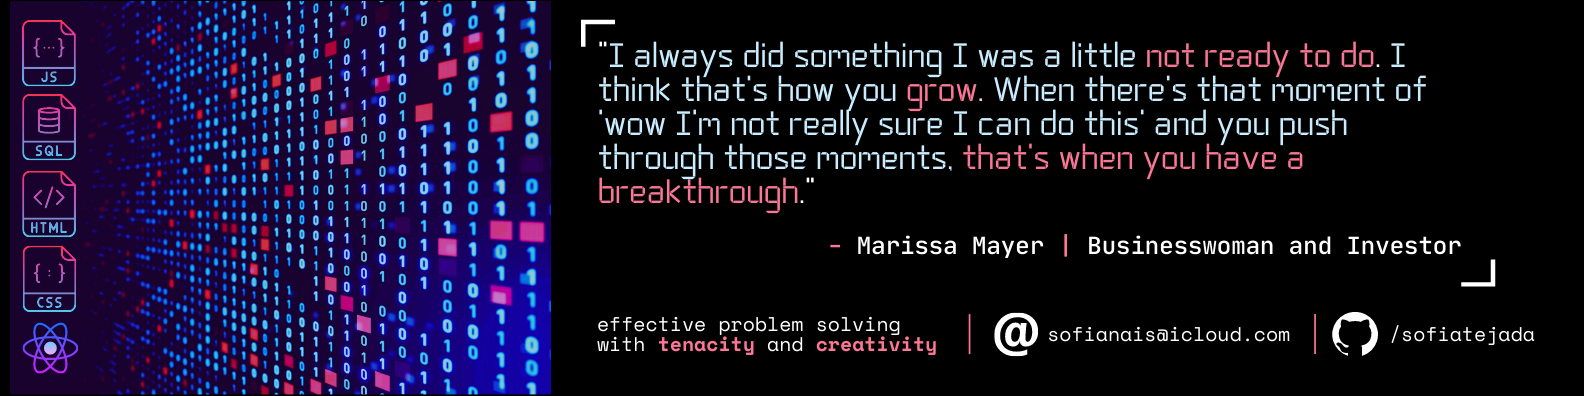 {...}
JS
SQL
</>
HTML
{ : }
CSS
"I always did something I was a little not ready to do. I
think that's how you grow. When there's that moment of
'wow I'm not really sure I can do this' and you push
through those moments, that's when you have a
breakthrough."
- Marissa Mayer | Businesswoman and Investor
effective problem solving
with tenacity and creativity
@ sofianais@icloud.com
/sofiatejada